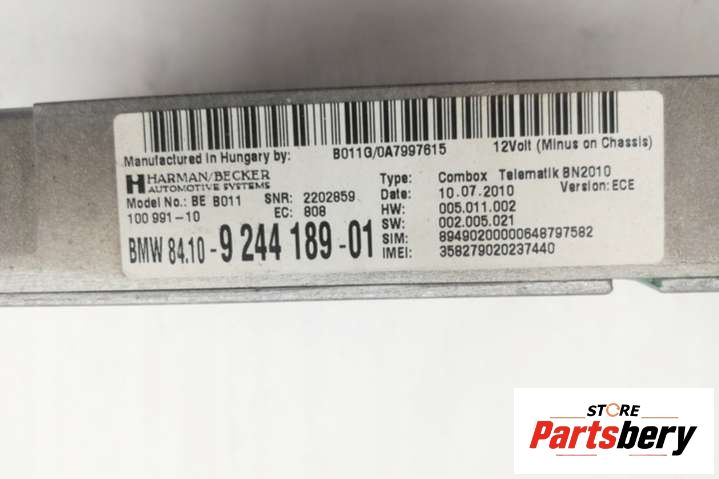 Manufactured in Hungary by: B011G/0A7997615 12Volt (Minus on Chassis)
HARMAN/BECKER
AUTOMOTIVE SYSTEMS
Model No.: BE B011 SNR: 2202859
100 991-10 EC: 808
BMW 84.10-9 244 189-01
Type: Combox Telematik BN2010
Date: 10.07.2010 Version: ECE
HW: 005.011.002
SW: 002.005.021
SIM: 89490200000648797582
IMEI: 358279020237440
STORE
Partsbery